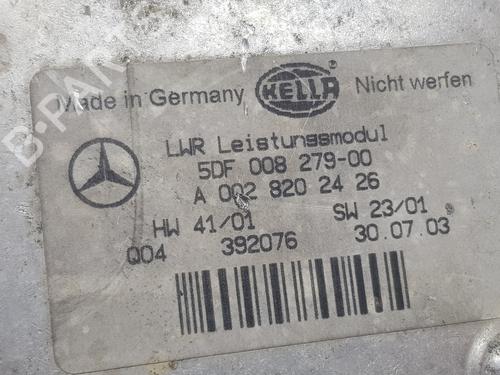 Made in Germany HELLA Nicht werfen
LWR Leistungsmodul
5DF 008 279-00
A 002 820 24 26
HW 41/01 SW 23/01
Q04 392076 30.07.03
B-PARTS